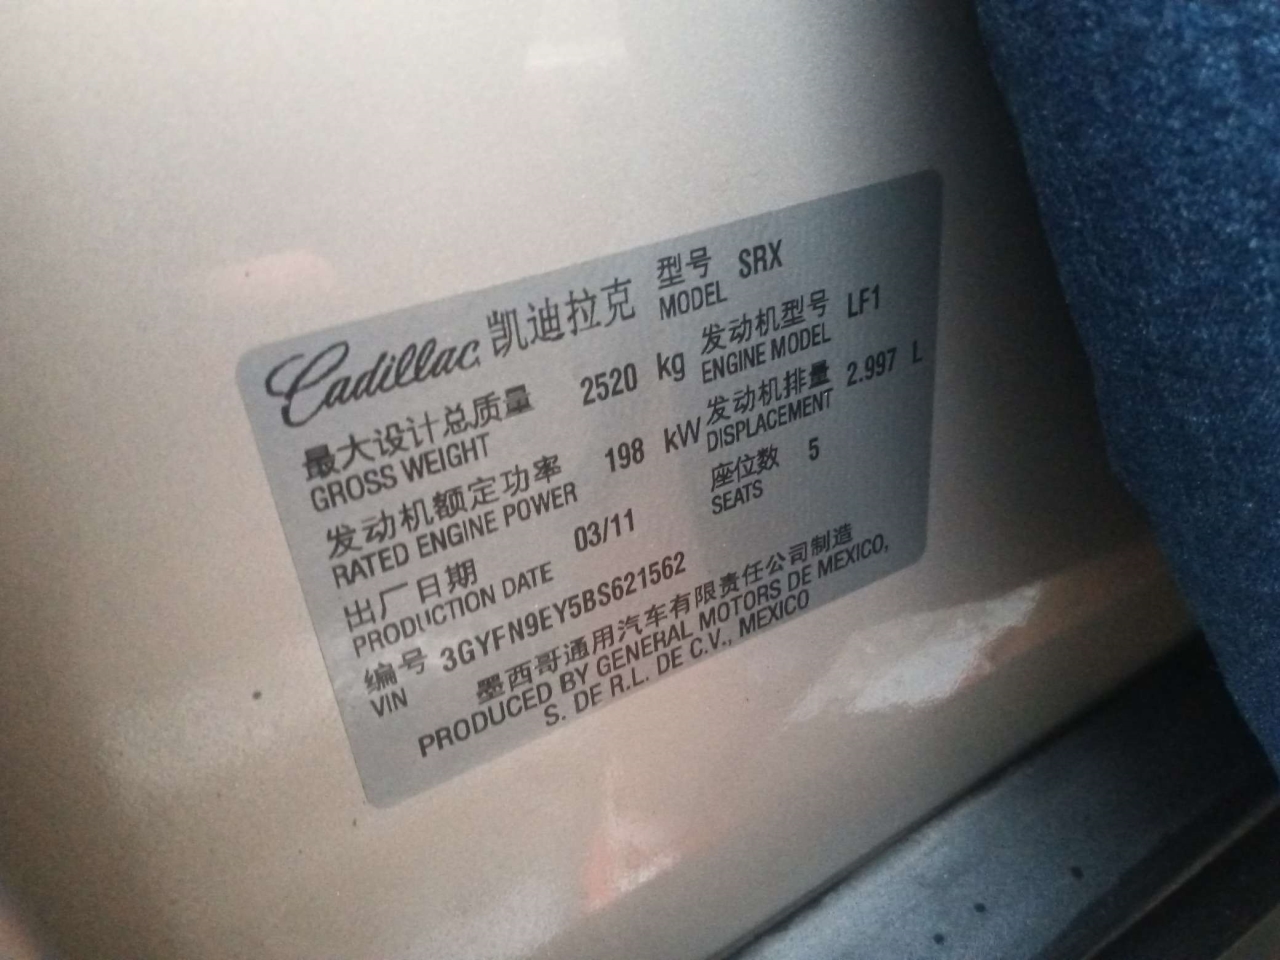 Cadillac 凯迪拉克 型号 SRX
MODEL
最大设计总质量 2520 kg 发动机型号 LF1
GROSS WEIGHT ENGINE MODEL
发动机额定功率 198 kW 发动机排量 2.997 L
RATED ENGINE POWER DISPLACEMENT
出厂日期 03/11 座位数 5
PRODUCTION DATE SEATS
编号 3GYFN9EY5BS621562
VIN
墨西哥通用汽车有限责任公司制造
PRODUCED BY GENERAL MOTORS DE MEXICO,
S. DE R.L. DE C.V., MEXICO